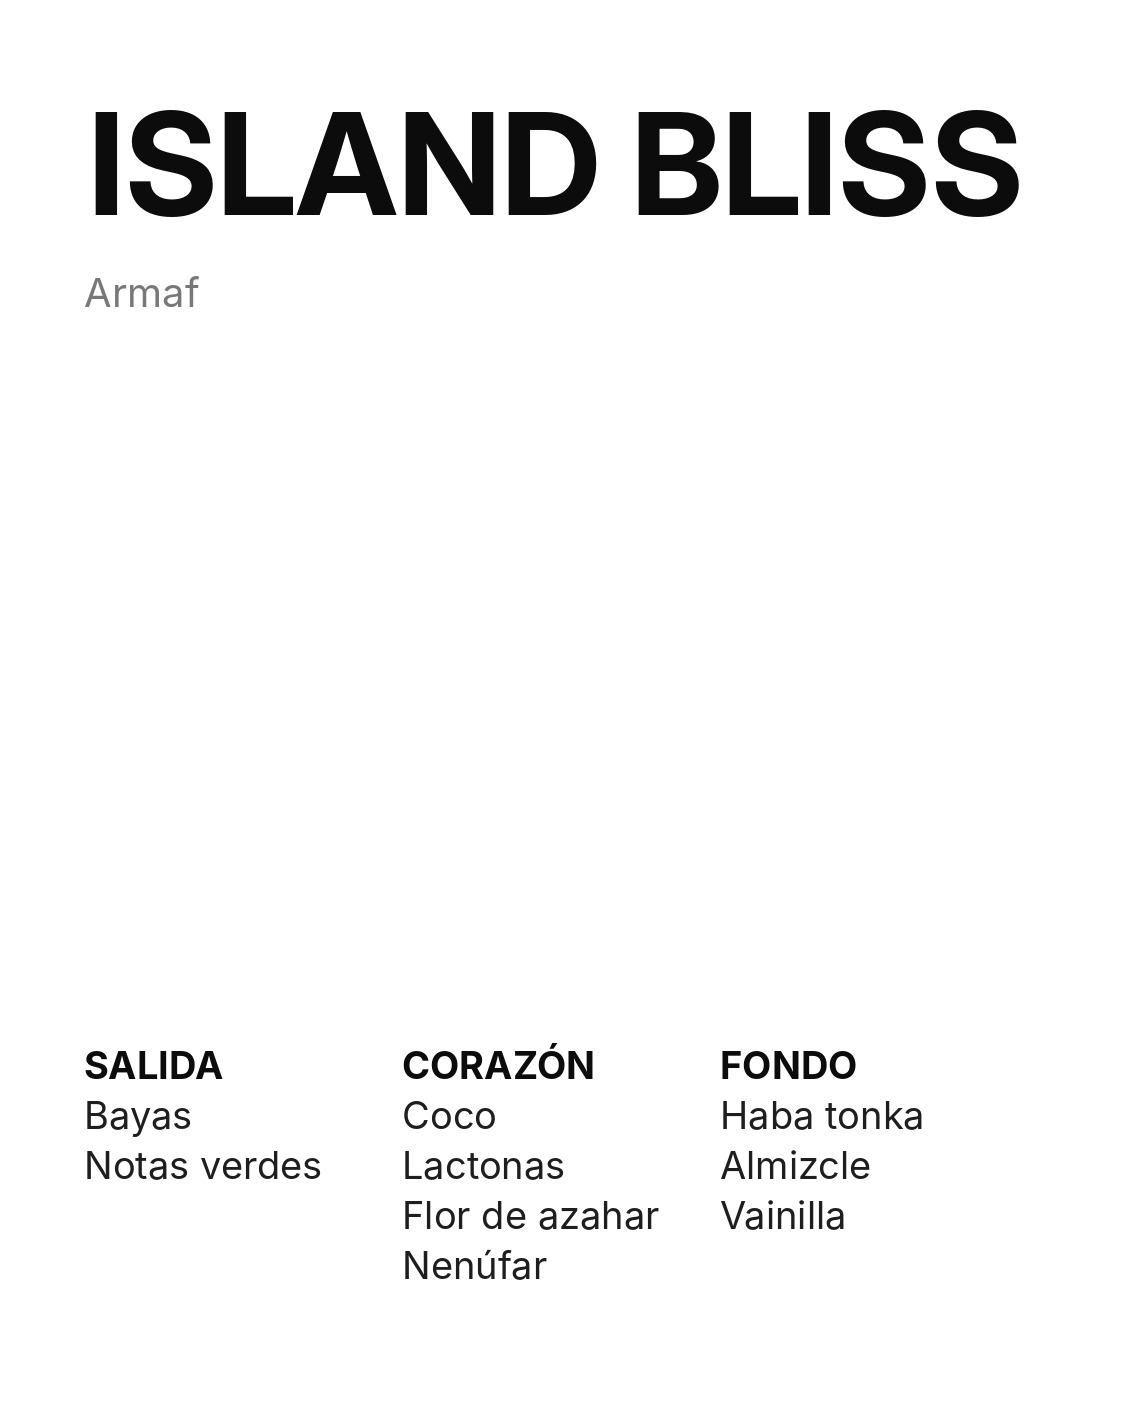 ISLAND BLISS
Armaf
SALIDA
Bayas
Notas verdes
CORAZÓN
Coco
Lactonas
Flor de azahar
Nenúfar
FONDO
Haba tonka
Almizcle
Vainilla